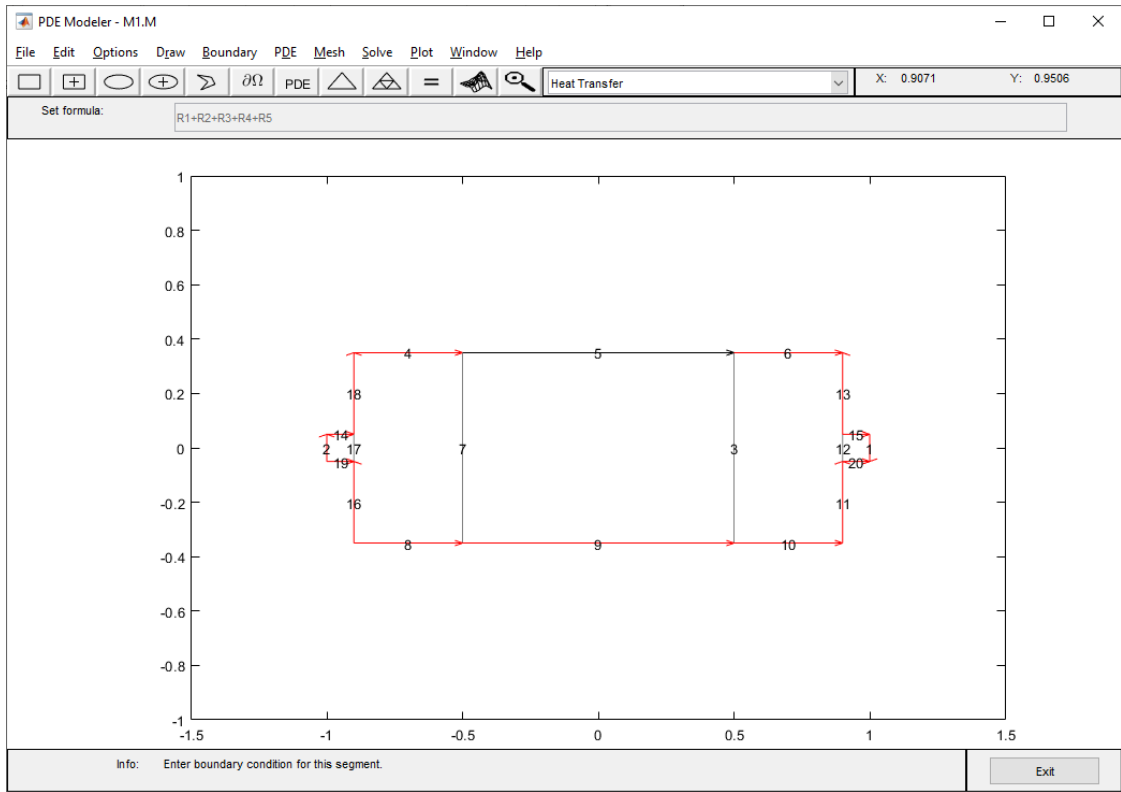 PDE Modeler - M1.M
File Edit Options Draw Boundary PDE Mesh Solve Plot Window Help
∂Ω PDE = Heat Transfer X: 0.9071 Y: 0.9506
Set formula: R1+R2+R3+R4+R5
1
0.8
0.6
0.4
4 5 6
0.2
18 13
14 15
0
2 17 7 3 12 1
19 20
-0.2
16 11
8 9 10
-0.4
-0.6
-0.8
-1
-1.5 -1 -0.5 0 0.5 1 1.5
Info: Enter boundary condition for this segment. Exit